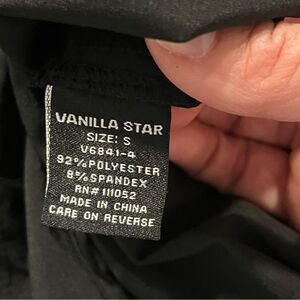 VANILLA STAR
SIZE: S
V6841-4
92%POLYESTER
8%SPANDEX
RN# 111052
MADE IN CHINA
CARE ON REVERSE